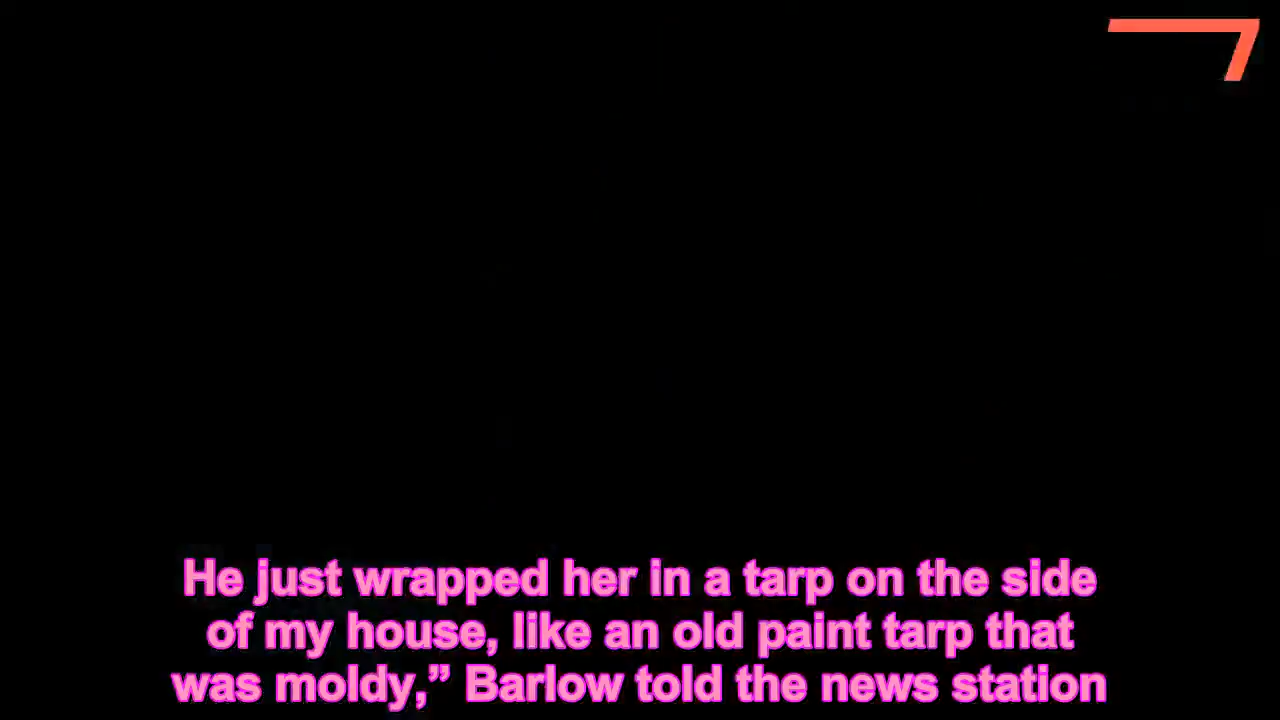 He just wrapped her in a tarp on the side
of my house, like an old paint tarp that
was moldy,” Barlow told the news station